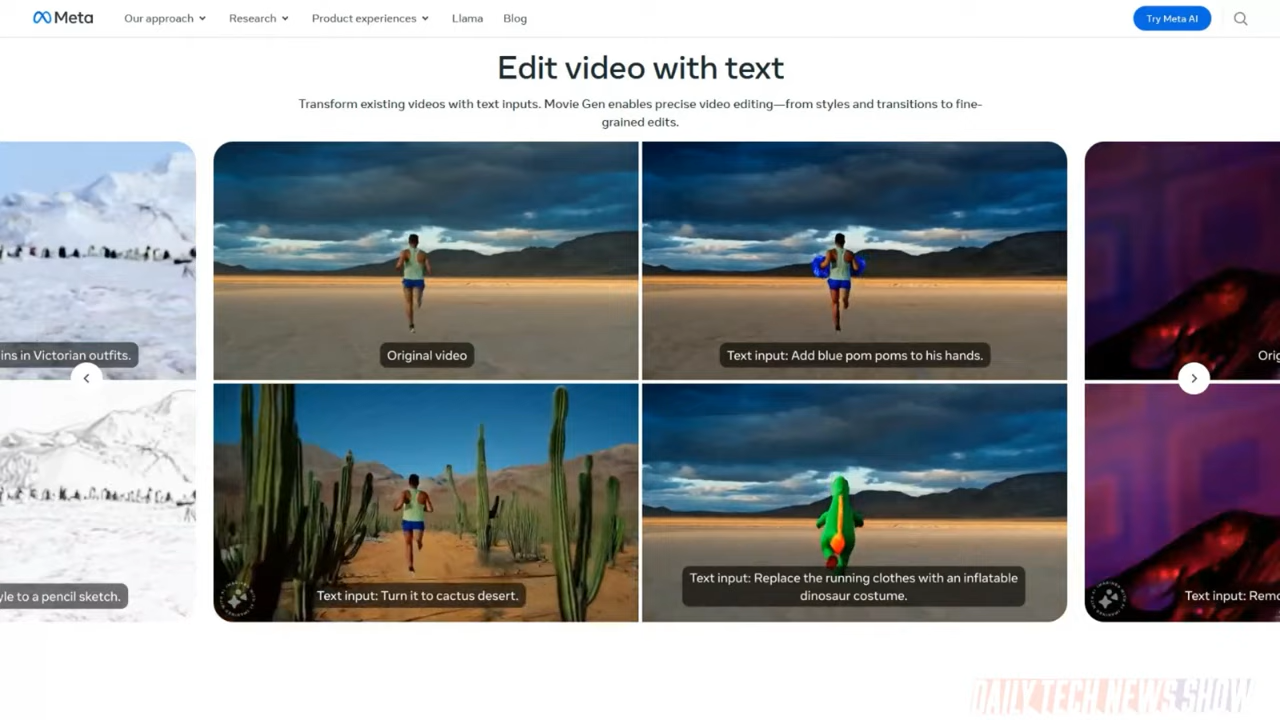 Meta
Our approach
Research
Product experiences
Llama
Blog
Try Meta AI
Edit video with text
Transform existing videos with text inputs. Movie Gen enables precise video editing—from styles and transitions to fine-
grained edits.
ins in Victorian outfits.
Original video
Text input: Add blue pom poms to his hands.
Orig
yle to a pencil sketch.
Text input: Turn it to cactus desert.
Text input: Replace the running clothes with an inflatable
dinosaur costume.
Text input: Remo
DAILY TECH NEWS SHOW